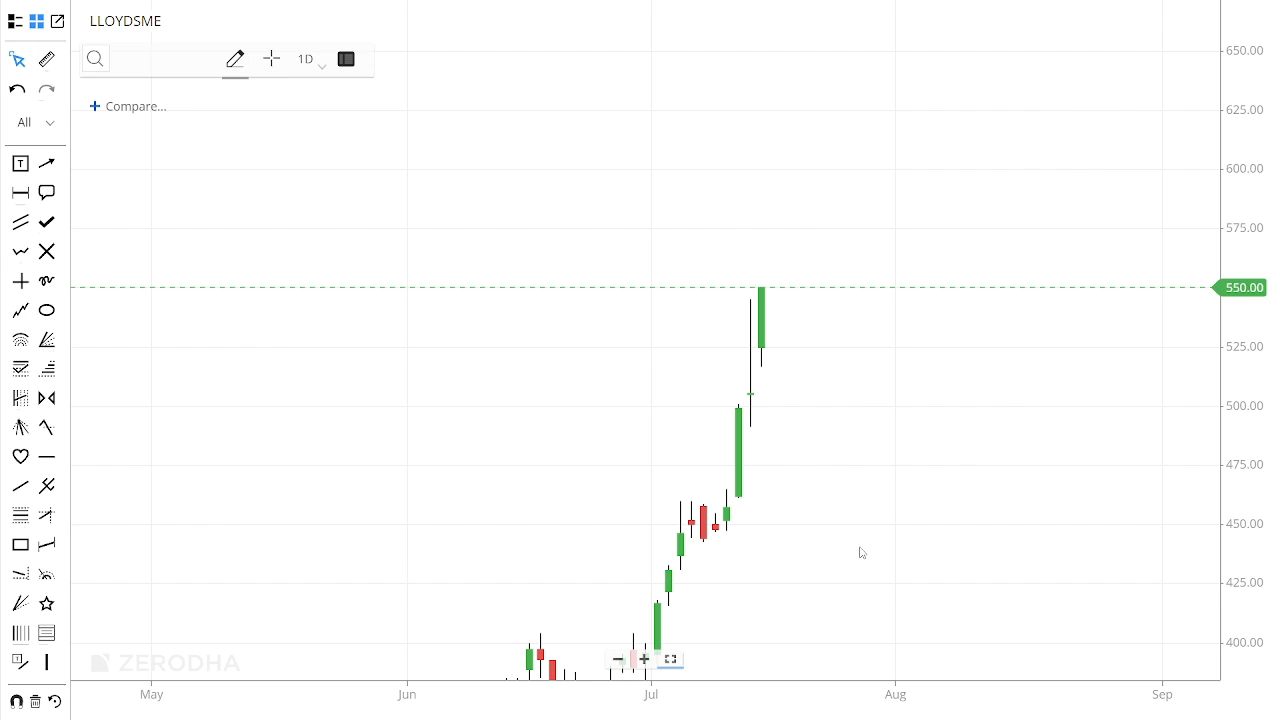 LLOYDSME
1D
+ Compare...
All
T
650.00
625.00
600.00
575.00
550.00
525.00
500.00
475.00
450.00
425.00
400.00
ZERODHA
May
Jun
Jul
Aug
Sep